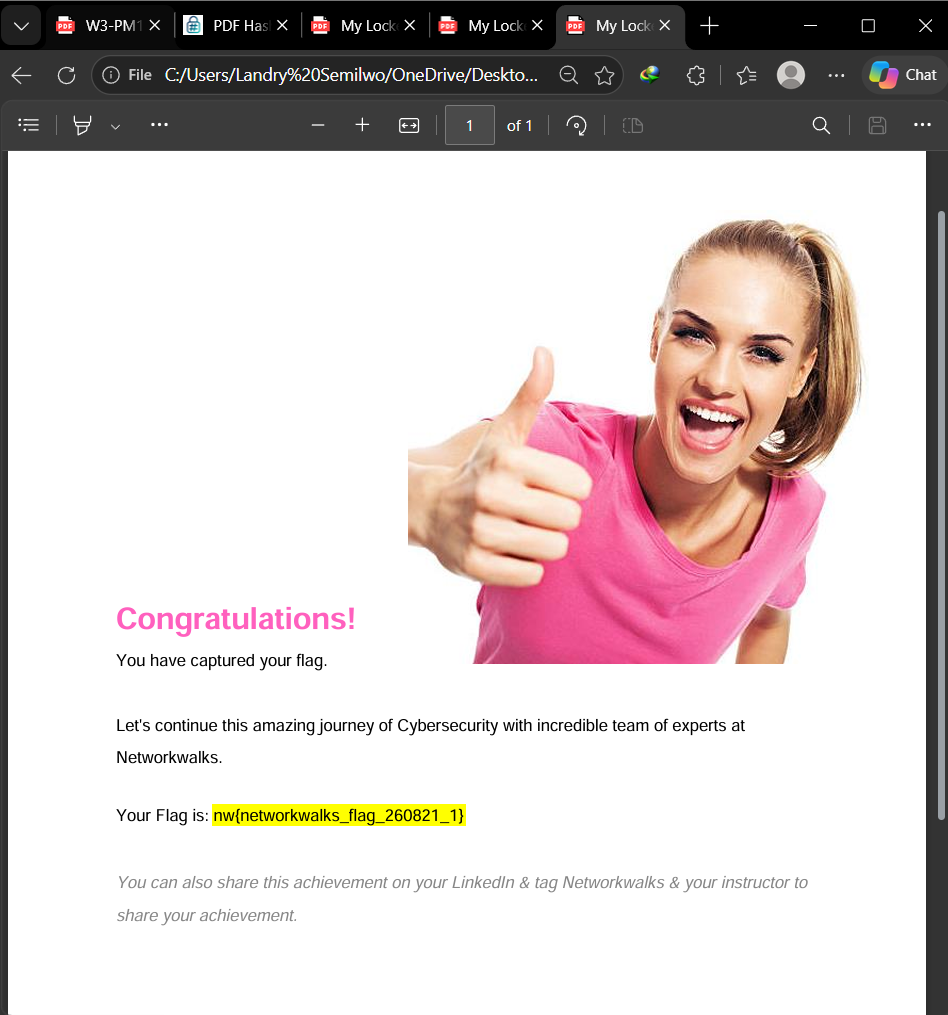 W3-PM1
PDF Has
My Lock
My Lock
My Lock
File
C:/Users/Landry%20Semilwo/OneDrive/Deskto...
Chat
1
of 1
Congratulations!
You have captured your flag.
Let's continue this amazing journey of Cybersecurity with incredible team of experts at
Networkwalks.
Your Flag is: nw{networkwalks_flag_260821_1}
You can also share this achievement on your LinkedIn & tag Networkwalks & your instructor to
share your achievement.